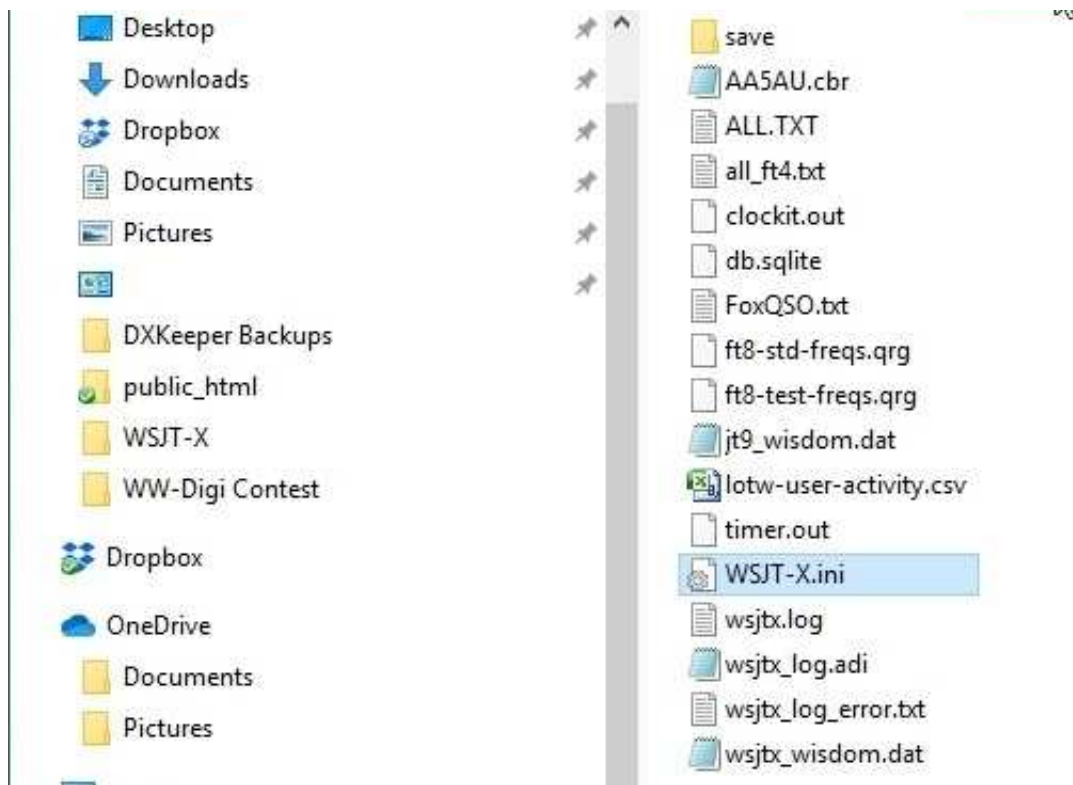 Desktop
Downloads
Dropbox
Documents
Pictures
DXKeeper Backups
public_html
WSJT-X
WW-Digi Contest
Dropbox
OneDrive
Documents
Pictures
save
AA5AU.cbr
ALL.TXT
all_ft4.txt
clockit.out
db.sqlite
FoxQSO.txt
ft8-std-freqs.qrg
ft8-test-freqs.qrg
jt9_wisdom.dat
lotw-user-activity.csv
timer.out
WSJT-X.ini
wsjtx.log
wsjtx_log.adi
wsjtx_log_error.txt
wsjtx_wisdom.dat